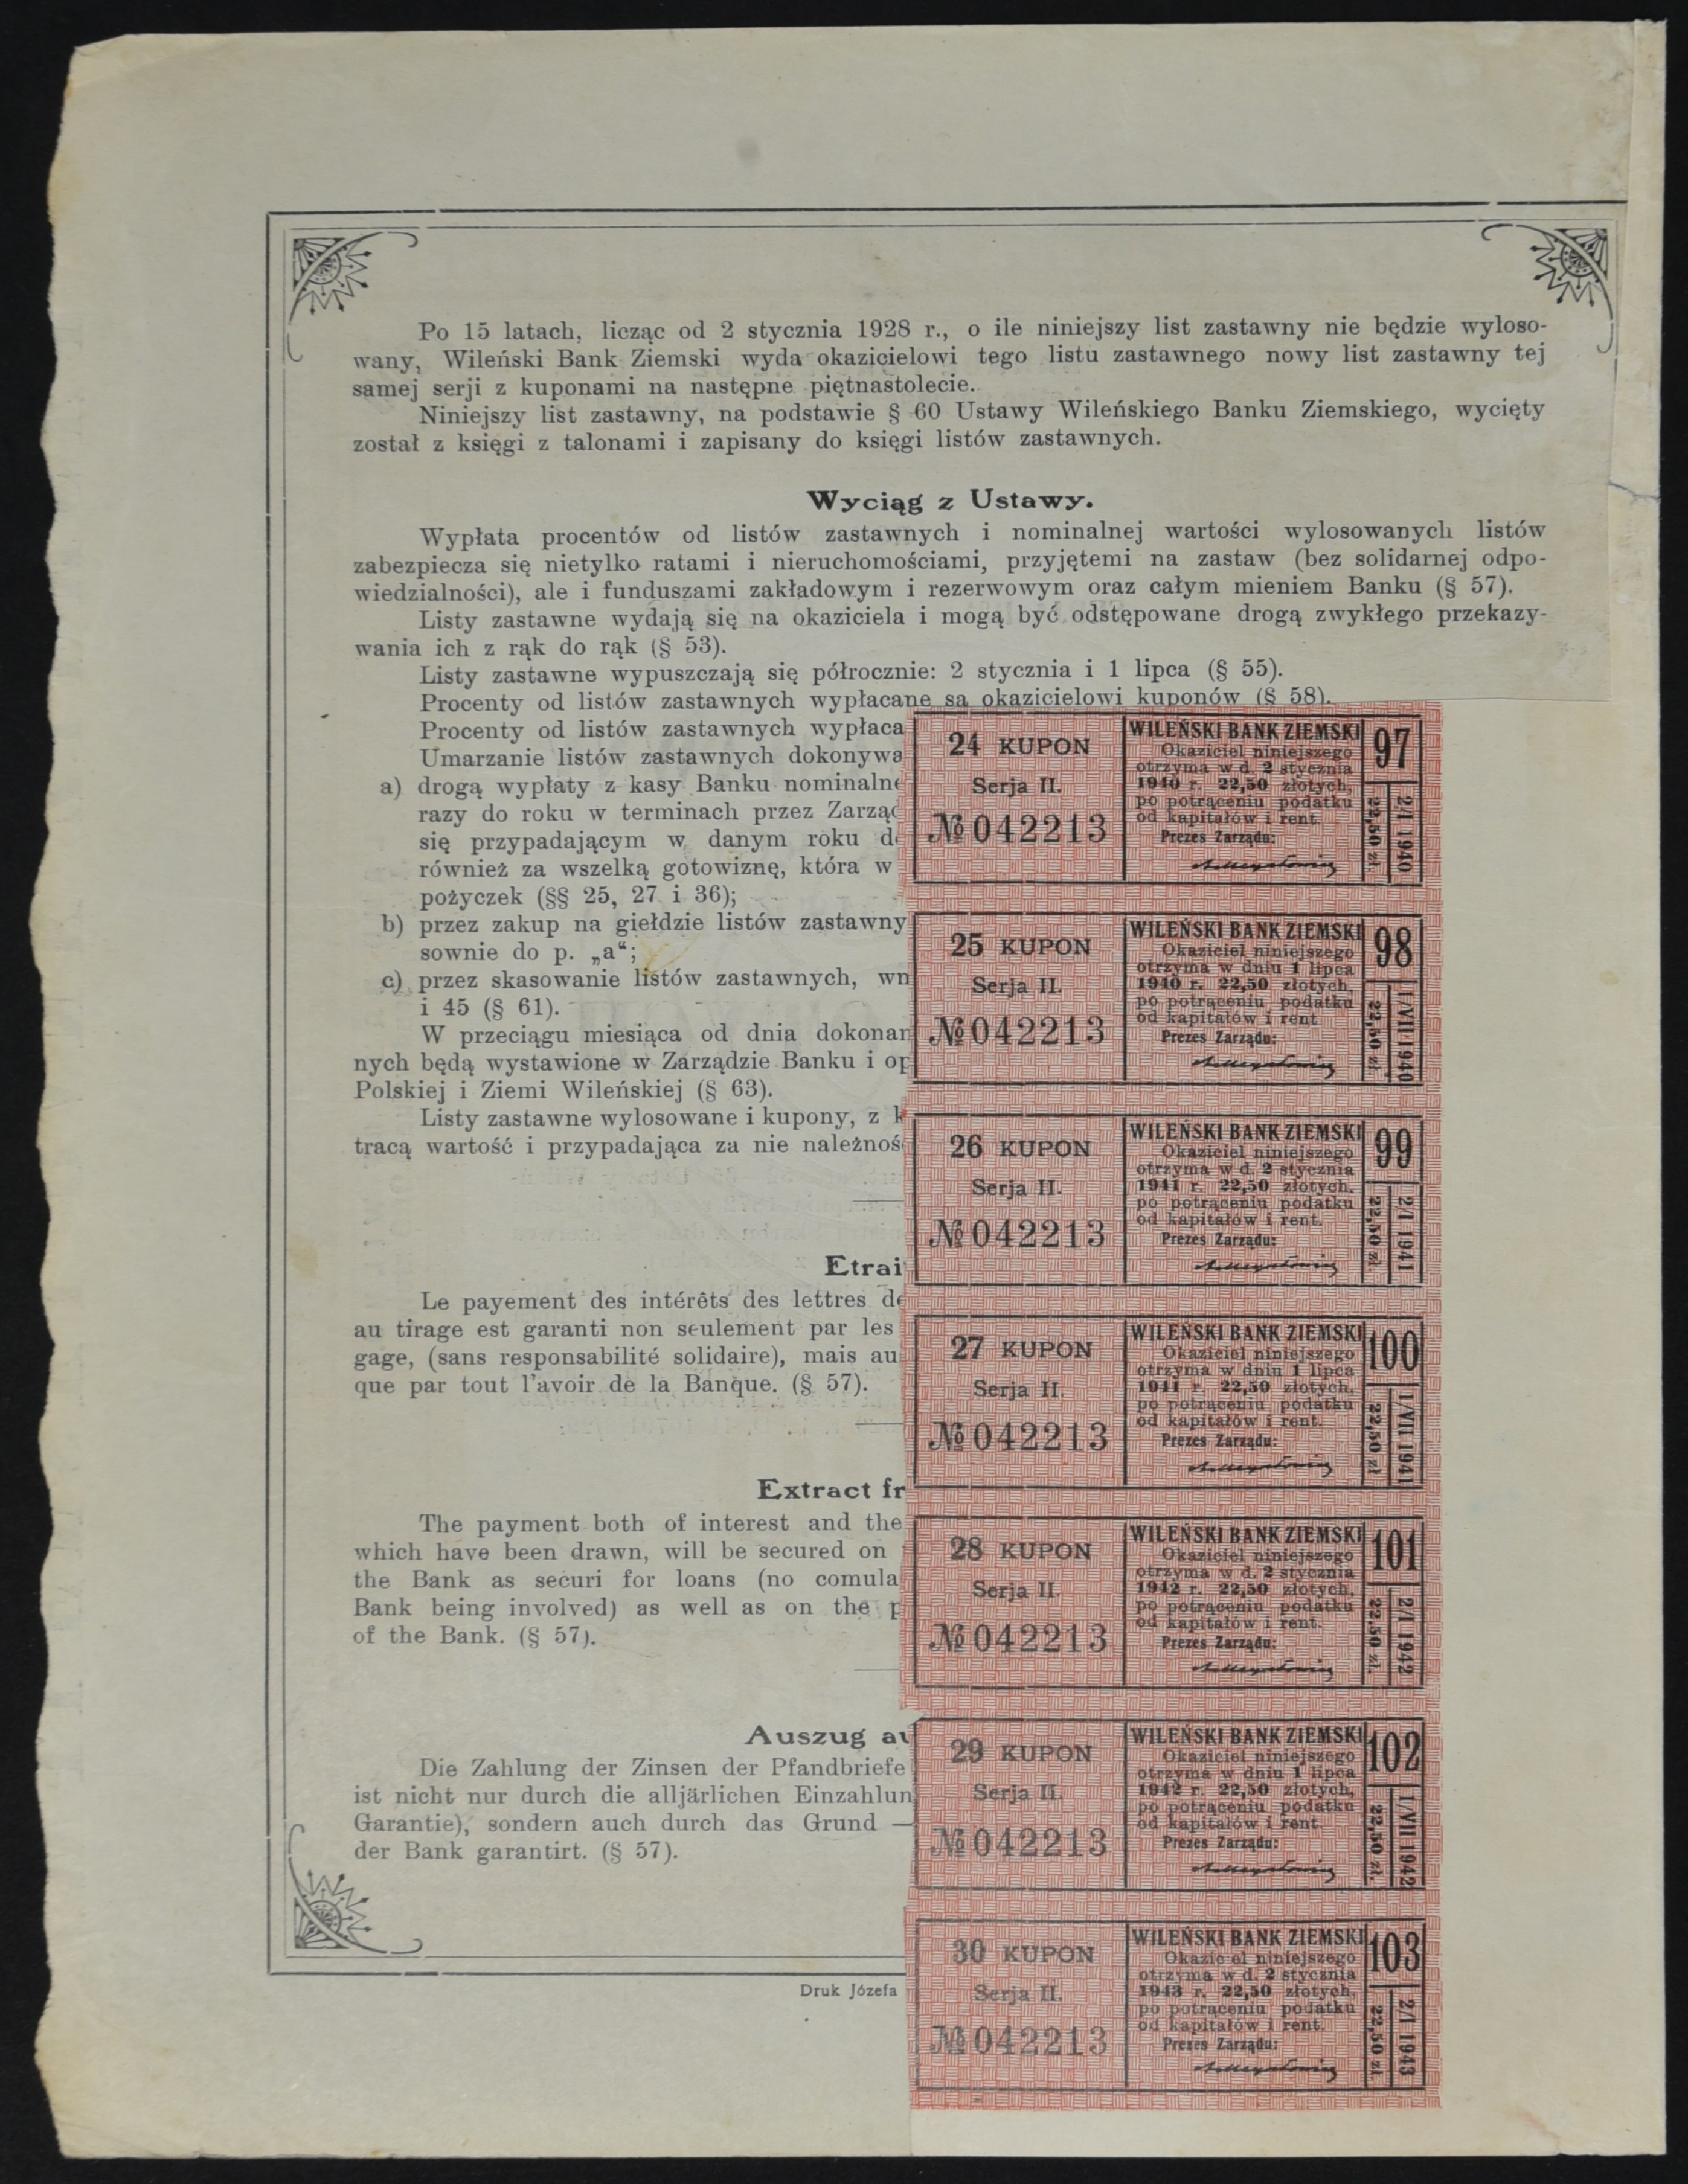 Po 15 latach, licząc od 2 stycznia 1928 r., o ile niniejszy list zastawny nie będzie wyloso-
wany, Wileński Bank Ziemski wyda okazicielowi tego listu zastawnego nowy list zastawny tej
samej serji z kuponami na następne piętnastolecie.
Niniejszy list zastawny, na podstawie § 60 Ustawy Wileńskiego Banku Ziemskiego, wycięty
został z księgi z talonami i zapisany do księgi listów zastawnych.
Wyciąg z Ustawy.
Wypłata procentów od listów zastawnych i nominalnej wartości wylosowanych listów
zabezpiecza się nietylko ratami i nieruchomościami, przyjętemi na zastaw (bez solidarnej odpo-
wiedzialności), ale i funduszami zakładowym i rezerwowym oraz całym mieniem Banku (§ 57).
Listy zastawne wydają się na okaziciela i mogą być odstępowane drogą zwykłego przekazy-
wania ich z rąk do rąk (§ 53).
Listy zastawne wypuszczają się półrocznie: 2 stycznia i 1 lipca (§ 55).
Procenty od listów zastawnych wypłacane są okazicielowi kuponów (§ 58).
Procenty od listów zastawnych wypłaca
Umarzanie listów zastawnych dokonywa
a) drogą wypłaty z kasy Banku nominaln
razy do roku w terminach przez Zarząd
się przypadającym w danym roku d
również za wszelką gotowiznę, która w
pożyczek (§§ 25, 27 i 36);
b) przez zakup na giełdzie listów zastawny
sownie do p. „a“;
c) przez skasowanie listów zastawnych, wn
i 45 (§ 61).
W przeciągu miesiąca od dnia dokonan
nych będą wystawione w Zarządzie Banku i op
Polskiej i Ziemi Wileńskiej (§ 63).
Listy zastawne wylosowane i kupony, z k
tracą wartość i przypadająca za nie należnoś
Etrai
Le payement des intérêts des lettres de
au tirage est garanti non seulement par les
gage, (sans responsabilité solidaire), mais au
que par tout l'avoir de la Banque. (§ 57).
Extract fr
The payment both of interest and the
which have been drawn, will be secured on
the Bank as securi for loans (no comula
Bank being involved) as well as on the p
of the Bank. (§ 57).
Auszug au
Die Zahlung der Zinsen der Pfandbriefe
ist nicht nur durch die alljärlichen Einzahlun
Garantie), sondern auch durch das Grund —
der Bank garantirt. (§ 57).
Druk Józefa
24 KUPON
Serja II.
№ 042213
WILEŃSKI BANK ZIEMSKI
Okaziciel niniejszego
otrzyma w d. 2 stycznia
1940 r. 22,50 złotych,
po potrąceniu podatku
od kapitałów i rent.
Prezes Zarządu:
97
22,50 zł.
2/I 1940
25 KUPON
Serja II.
№ 042213
WILEŃSKI BANK ZIEMSKI
Okaziciel niniejszego
otrzyma w dniu 1 lipca
1940 r. 22,50 złotych,
po potrąceniu podatku
od kapitałów i rent
Prezes Zarządu:
98
22,50 zł.
1/VII 1940
26 KUPON
Serja II.
№ 042213
WILEŃSKI BANK ZIEMSKI
Okaziciel niniejszego
otrzyma w d. 2 stycznia
1941 r. 22,50 złotych,
po potrąceniu podatku
od kapitałów i rent.
Prezes Zarządu:
99
22,50 zł.
2/I 1941
27 KUPON
Serja II.
№ 042213
WILEŃSKI BANK ZIEMSKI
Okaziciel niniejszego
otrzyma w dniu 1 lipca
1941 r. 22,50 złotych,
po potrąceniu podatku
od kapitałów i rent.
Prezes Zarządu:
100
22,50 zł.
1/VII 1941
28 KUPON
Serja II.
№ 042213
WILEŃSKI BANK ZIEMSKI
Okaziciel niniejszego
otrzyma w d. 2 stycznia
1942 r. 22,50 złotych,
po potrąceniu podatku
od kapitałów i rent.
Prezes Zarządu:
101
22,50 zł.
2/I 1942
29 KUPON
Serja II.
№ 042213
WILEŃSKI BANK ZIEMSKI
Okaziciel niniejszego
otrzyma w dniu 1 lipca
1942 r. 22,50 złotych,
po potrąceniu podatku
od kapitałów i rent.
Prezes Zarządu:
102
22,50 zł.
1/VII 1942
30 KUPON
Serja II.
№ 042213
WILEŃSKI BANK ZIEMSKI
Okazic el niniejszego
otrzyma w d. 2 stycznia
1943 r. 22,50 złotych,
po potrąceniu podatku
od kapitałów i rent.
Prezes Zarządu:
103
22,50 zł.
2/I 1943